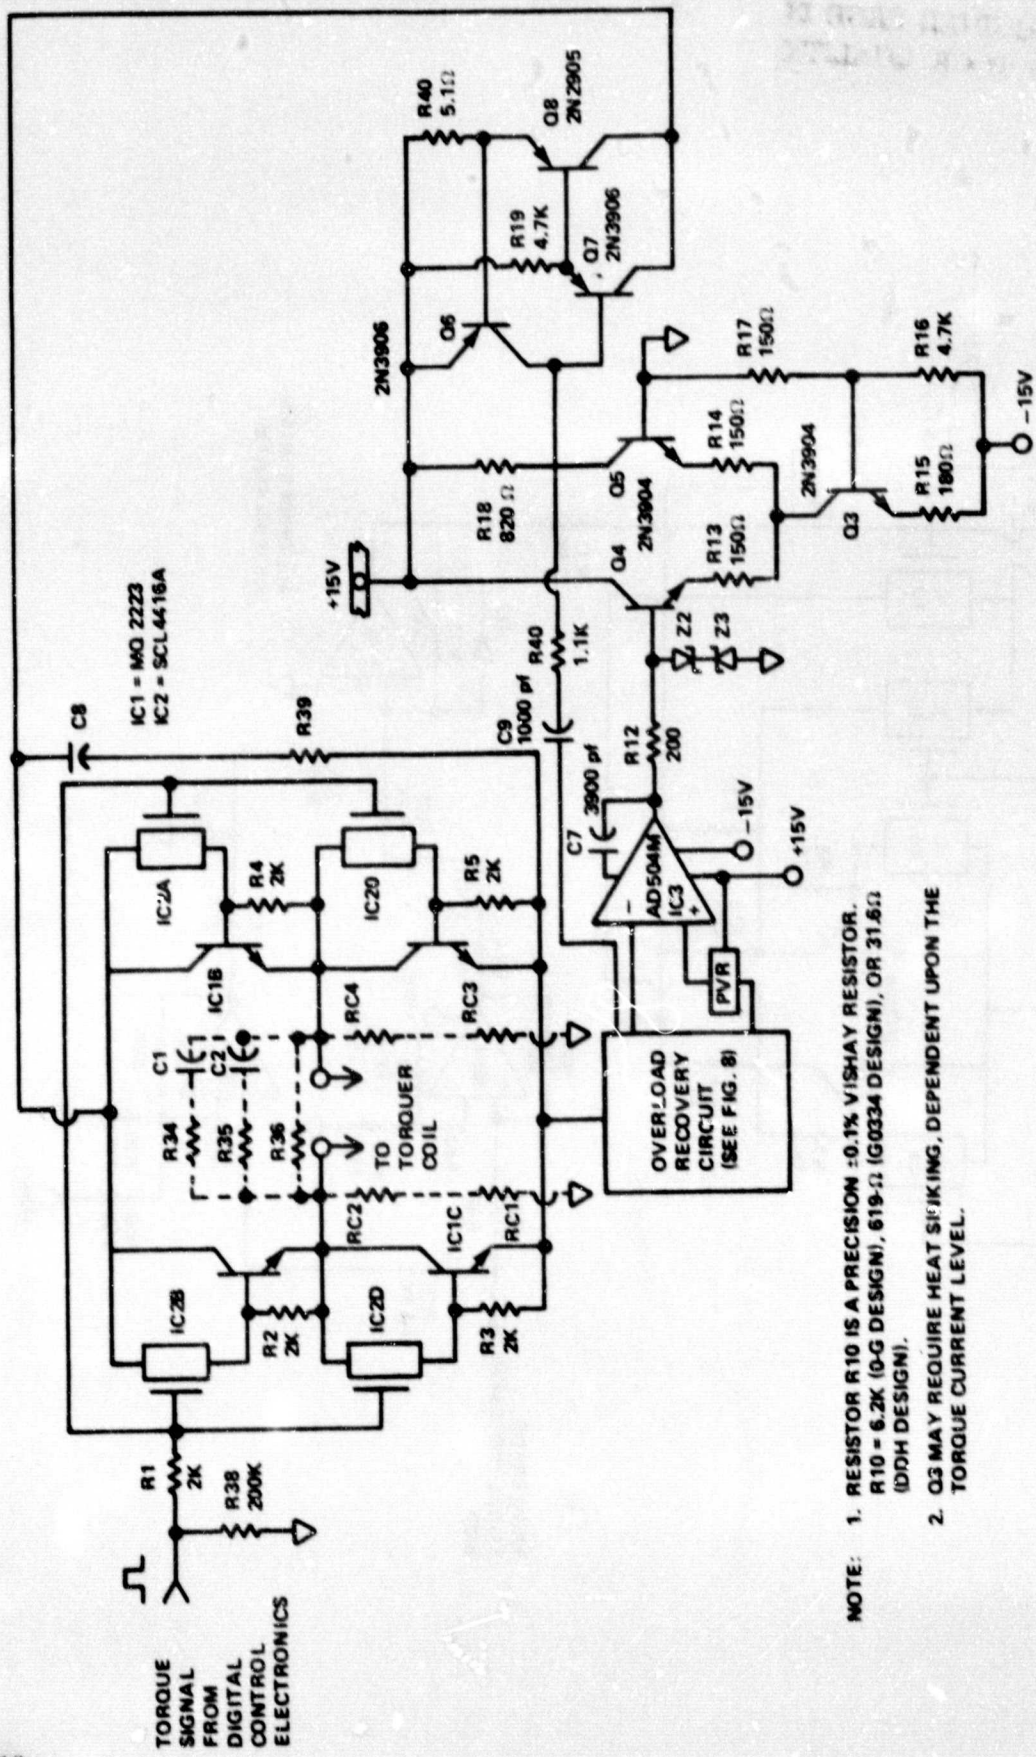 TORQUE
SIGNAL
FROM
DIGITAL
CONTROL
ELECTRONICS
R1
2K
R38
200K
IC2B
R2
2K
IC2D
R3
2K
IC1C
RC2
RC1
R34
R35
R36
C1
C2
TO
TORQUER
COIL
IC1B
RC4
RC3
IC2A
R4
2K
IC2O
R5
2K
C8
R39
IC1 = MQ 2223
IC2 = SCL4416A
OVERLOAD
RECOVERY
CIRCUIT
(SEE FIG. 8)
PVR
AD504M
IC3
−
+
−15V
+15V
C7
3900 pf
C9
1000 pf
R40
1.1K
R12
200
Z2
Z3
+15V
R18
820 Ω
Q4
Q5
2N3904
R13
150Ω
R14
150Ω
2N3904
Q3
R15
180Ω
R16
4.7K
R17
150Ω
−15V
2N3906
Q6
R19
4.7K
Q7
2N3906
R40
5.1Ω
Q8
2N2905
NOTE: 1. RESISTOR R10 IS A PRECISION ±0.1% VISHAY RESISTOR.
R10 = 6.2K (0-G DESIGN), 619-Ω (G0334 DESIGN), OR 31.6Ω
(DDH DESIGN).
2. Q3 MAY REQUIRE HEAT SINKING, DEPENDENT UPON THE
TORQUE CURRENT LEVEL.